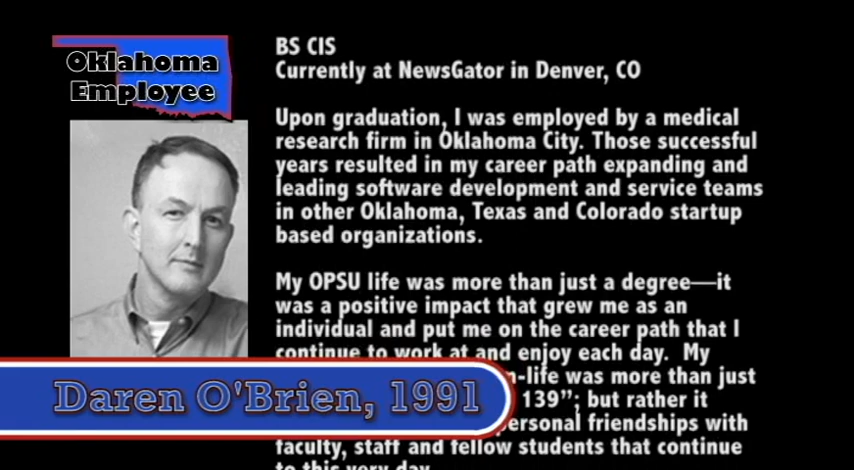 Oklahoma
Employee
BS CIS
Currently at NewsGator in Denver, CO
Upon graduation, I was employed by a medical
research firm in Oklahoma City. Those successful
years resulted in my career path expanding and
leading software development and service teams
in other Oklahoma, Texas and Colorado startup
based organizations.
My OPSU life was more than just a degree—it
was a positive impact that grew me as an
individual and put me on the career path that I
continue to work at and enjoy each day. My
-life was more than just
139”; but rather it
personal friendships with
faculty, staff and fellow students that continue
to this very day.
Daren O'Brien, 1991